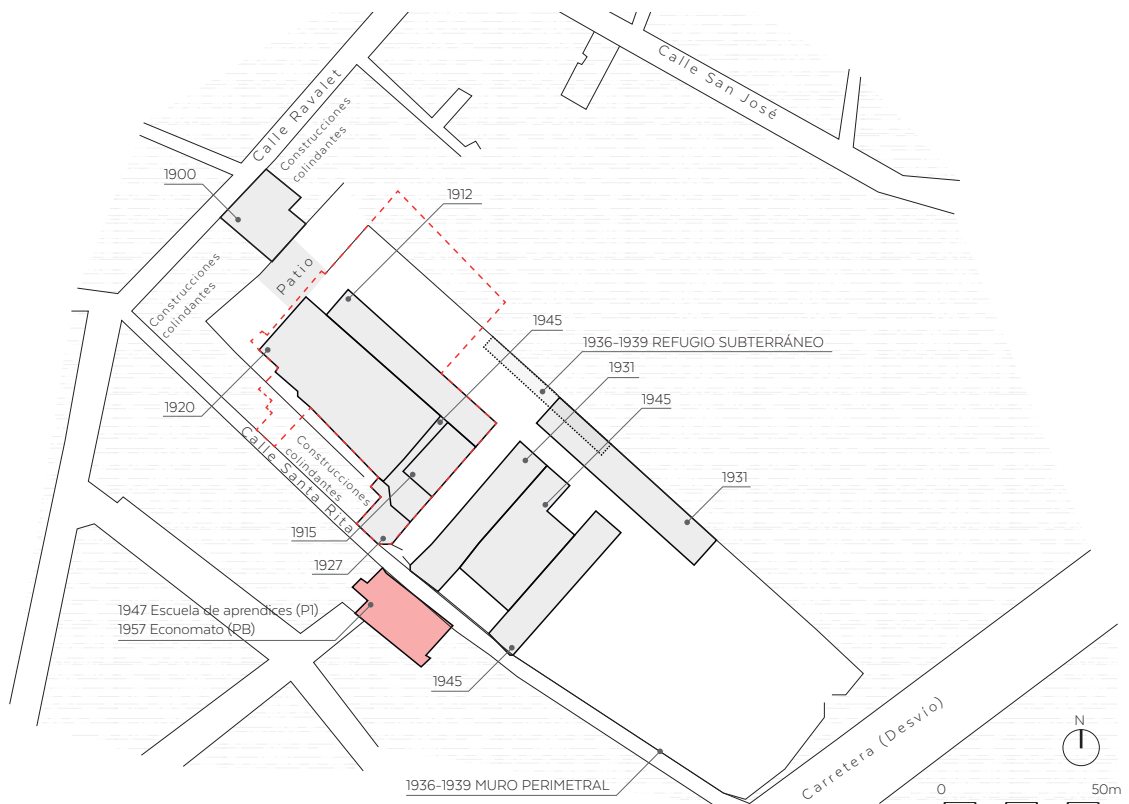 Calle San José
Calle Ravalet
Construcciones
colindantes
1900
1912
Patio
Construcciones
colindantes
1945
1936-1939 REFUGIO SUBTERRÁNEO
1931
1945
1920
Calle Santa Rita
Construcciones
colindantes
1931
1915
1927
1947 Escuela de aprendices (P1)
1957 Economato (PB)
1945
Carretera (Desvío)
N
1936-1939 MURO PERIMETRAL
0
50m